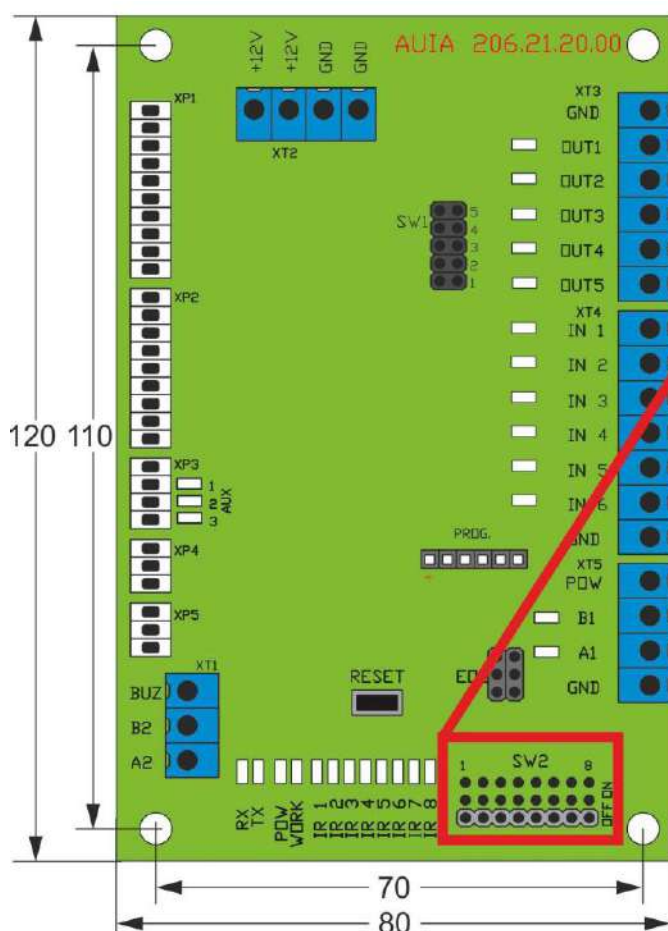 AUIA 206.21.20.00
+12V +12V GND GND
XT2
XP1
XP2
XP3
1
2
3
AUX
XP4
XP5
XT1
BUZ
B2
A2
SW1
5
4
3
2
1
XT3
GND
OUT1
OUT2
OUT3
OUT4
OUT5
XT4
IN 1
IN 2
IN 3
IN 4
IN 5
IN 6
GND
XT5
POW
B1
A1
GND
PROG.
RESET
RX
TX
POW
WORK
IR 1
IR 2
IR 3
IR 4
IR 5
IR 6
IR 7
IR 8
SW2
1 8
OFF ON
120
110
70
80